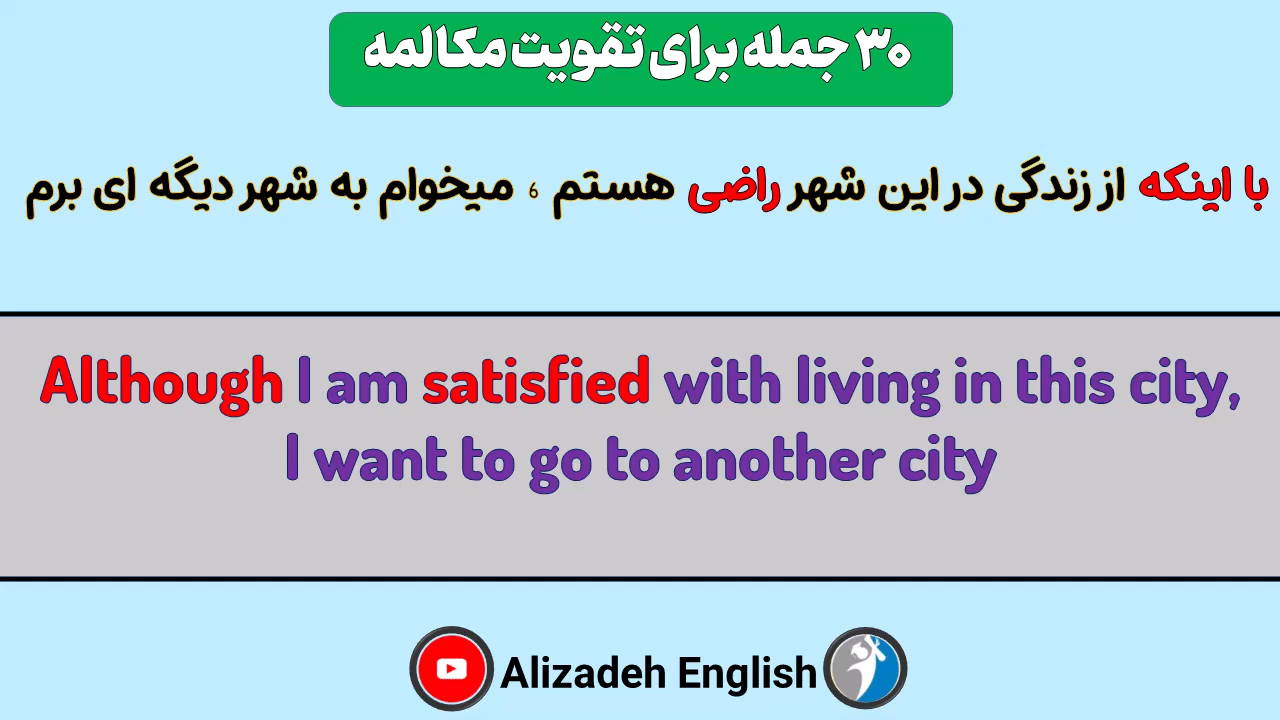 ۳۰ جمله برای تقویت مکالمه
با اینکه از زندگی در این شهر راضی هستم ، میخوام به شهر دیگه ای برم
Although I am satisfied with living in this city,
I want to go to another city
Alizadeh English